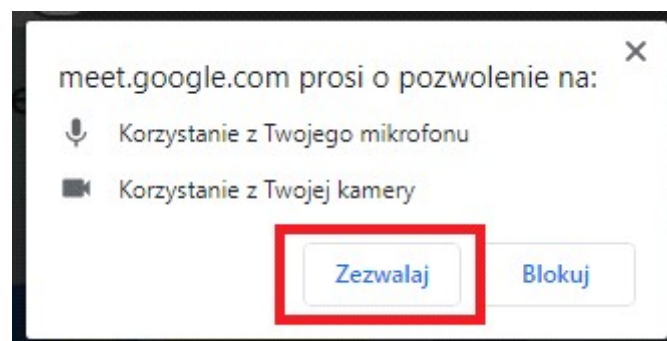 meet.google.com prosi o pozwolenie na:
Korzystanie z Twojego mikrofonu
Korzystanie z Twojej kamery
Zezwalaj
Blokuj